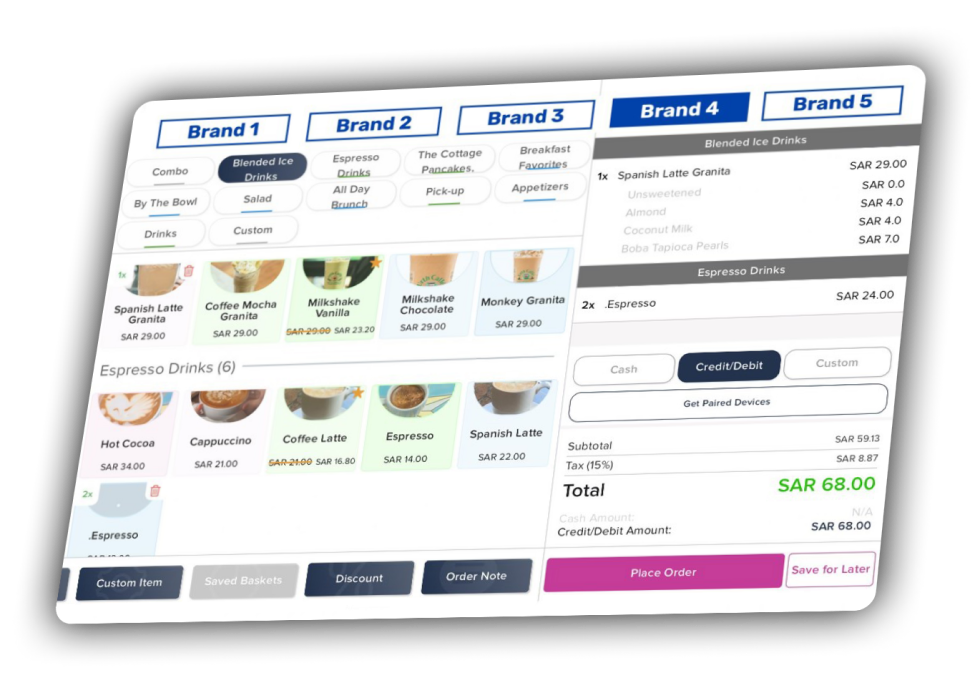 Brand 1
Brand 2
Brand 3
Brand 4
Brand 5
Combo
Blended Ice
Drinks
Espresso
Drinks
The Cottage
Pancakes,
Breakfast
Favorites
By The Bowl
Salad
All Day
Brunch
Pick-up
Appetizers
Drinks
Custom
1x
Spanish Latte
Granita
SAR 29.00
Coffee Mocha
Granita
SAR 29.00
Milkshake
Vanilla
SAR 29.00 SAR 23.20
Milkshake
Chocolate
SAR 29.00
Monkey Granita
SAR 29.00
Espresso Drinks (6)
Hot Cocoa
SAR 34.00
Cappuccino
SAR 21.00
Coffee Latte
SAR 21.00 SAR 16.80
Espresso
SAR 14.00
Spanish Latte
SAR 22.00
2x
.Espresso
Custom Item
Saved Baskets
Discount
Order Note
Blended Ice Drinks
1x Spanish Latte Granita SAR 29.00
Unsweetened SAR 0.0
Almond SAR 4.0
Coconut Milk SAR 4.0
Boba Tapioca Pearls SAR 7.0
Espresso Drinks
2x .Espresso SAR 24.00
Cash
Credit/Debit
Custom
Get Paired Devices
Subtotal SAR 59.13
Tax (15%) SAR 8.87
Total SAR 68.00
Cash Amount: N/A
Credit/Debit Amount: SAR 68.00
Place Order
Save for Later